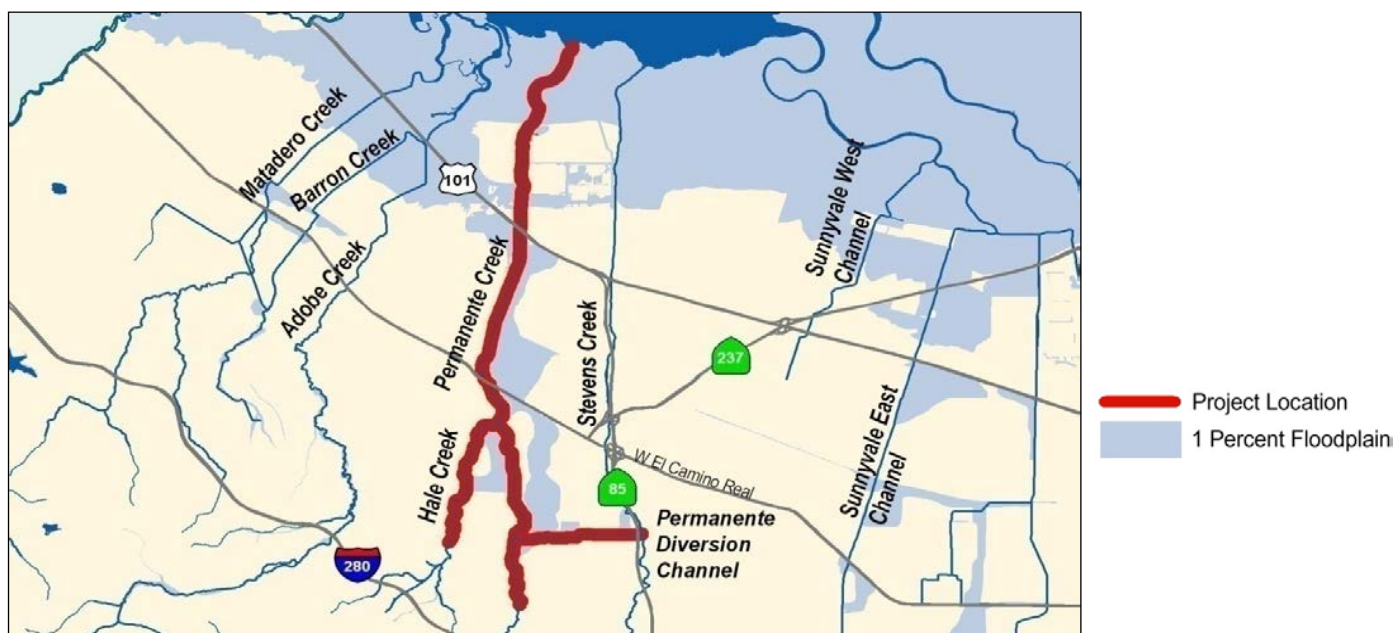 Matadero Creek
Barron Creek
101
Adobe Creek
Permanente Creek
Sunnyvale West
Channel
Stevens Creek
237
Project Location
1 Percent Floodplain
Sunnyvale East
Channel
W El Camino Real
85
Hale Creek
Permanente
Diversion
Channel
280